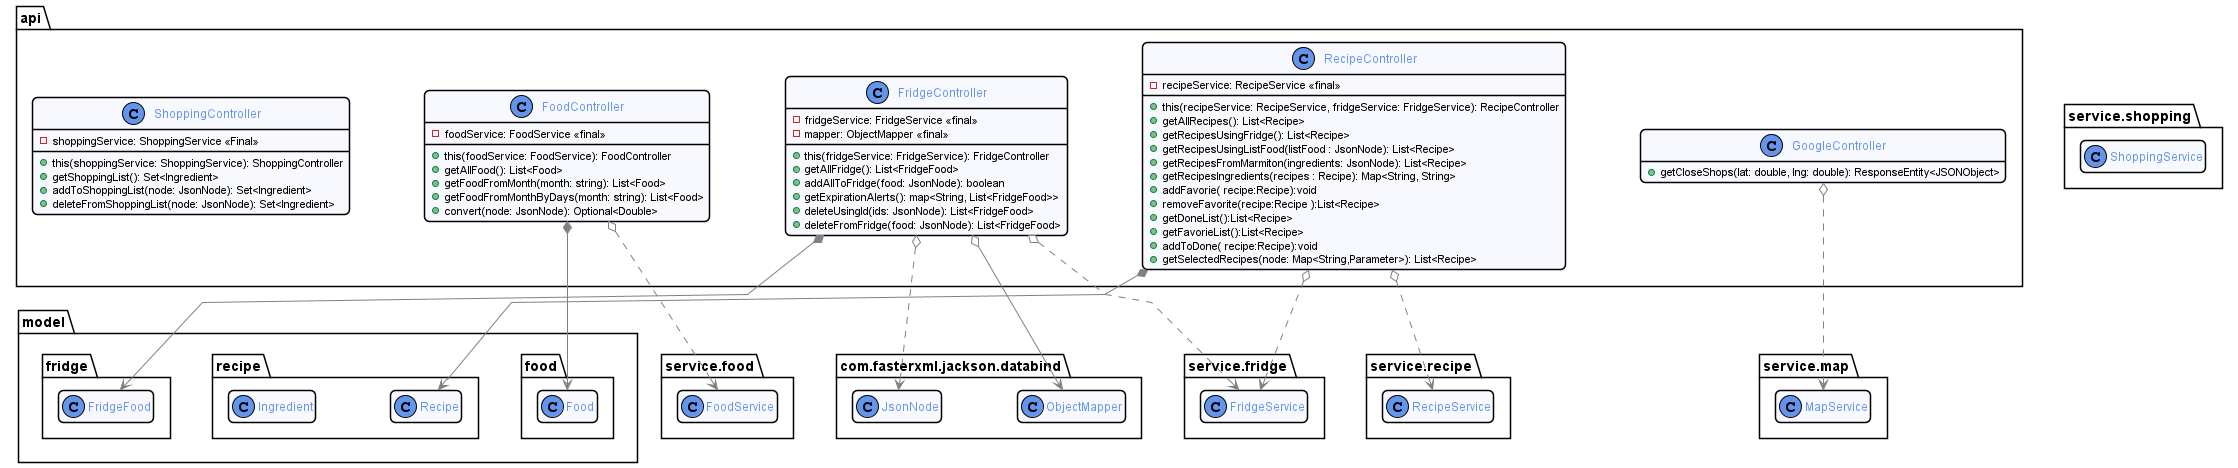 api
ShoppingController
shoppingService: ShoppingService «Final»
this(shoppingService: ShoppingService): ShoppingController
getShoppingList(): Set<Ingredient>
addToShoppingList(node: JsonNode): Set<Ingredient>
deleteFromShoppingList(node: JsonNode): Set<Ingredient>
FoodController
foodService: FoodService «final»
this(foodService: FoodService): FoodController
getAllFood(): List<Food>
getFoodFromMonth(month: string): List<Food>
getFoodFromMonthByDays(month: string): List<Food>
convert(node: JsonNode): Optional<Double>
FridgeController
fridgeService: FridgeService «final»
mapper: ObjectMapper «final»
this(fridgeService: FridgeService): FridgeController
getAllFridge(): List<FridgeFood>
addAllToFridge(food: JsonNode): boolean
getExpirationAlerts(): map<String, List<FridgeFood>>
deleteUsingId(ids: JsonNode): List<FridgeFood>
deleteFromFridge(food: JsonNode): List<FridgeFood>
RecipeController
recipeService: RecipeService «final»
this(recipeService: RecipeService, fridgeService: FridgeService): RecipeController
getAllRecipes(): List<Recipe>
getRecipesUsingFridge(): List<Recipe>
getRecipesUsingListFood(listFood : JsonNode): List<Recipe>
getRecipesFromMarmiton(ingredients: JsonNode): List<Recipe>
getRecipesIngredients(recipes : Recipe): Map<String, String>
addFavorie( recipe:Recipe):void
removeFavorite(recipe:Recipe ):List<Recipe>
getDoneList():List<Recipe>
getFavorieList():List<Recipe>
addToDone( recipe:Recipe):void
getSelectedRecipes(node: Map<String,Parameter>): List<Recipe>
GoogleController
getCloseShops(lat: double, lng: double): ResponseEntity<JSONObject>
service.shopping
ShoppingService
model
fridge
FridgeFood
recipe
Ingredient
Recipe
food
Food
service.food
FoodService
com.fasterxml.jackson.databind
JsonNode
ObjectMapper
service.fridge
FridgeService
service.recipe
RecipeService
service.map
MapService